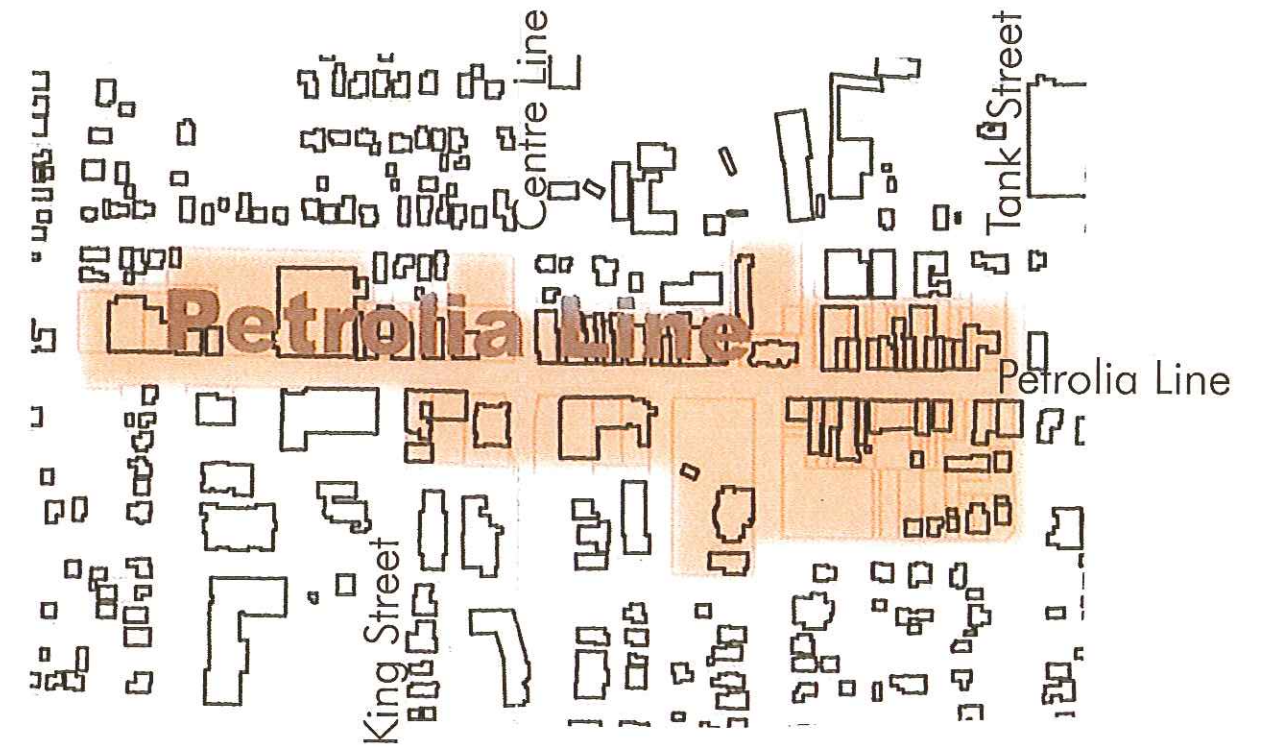 Centre Line
Tank Street
Petrolia Line
Petrolia Line
King Street